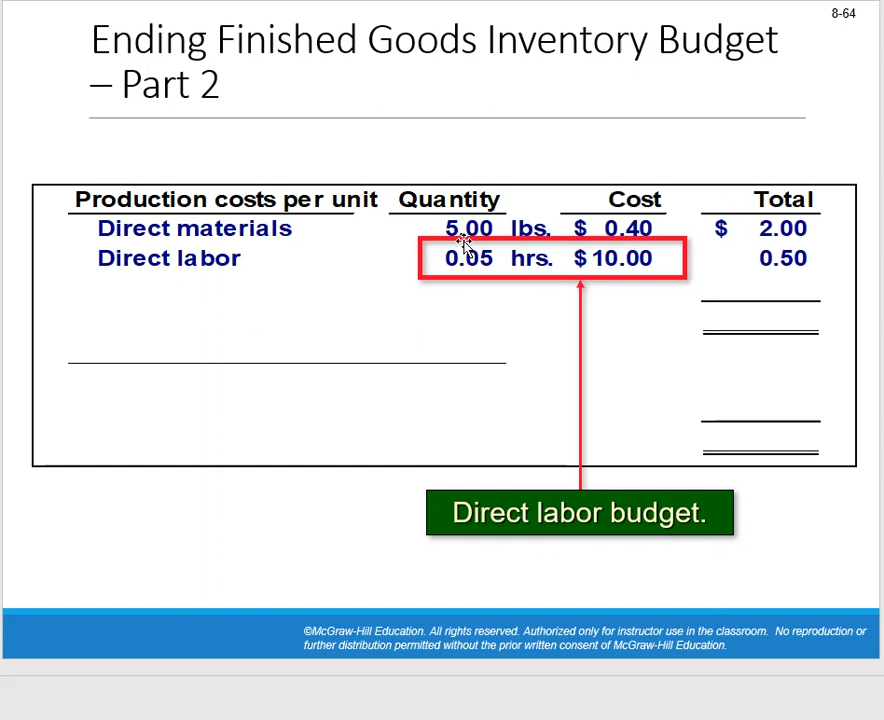 8-64
Ending Finished Goods Inventory Budget
– Part 2
Production costs per unit Quantity Cost Total
Direct materials 5.00 lbs. $ 0.40 $ 2.00
Direct labor 0.05 hrs. $ 10.00 0.50
Direct labor budget.
©McGraw-Hill Education. All rights reserved. Authorized only for instructor use in the classroom. No reproduction or
further distribution permitted without the prior written consent of McGraw-Hill Education.